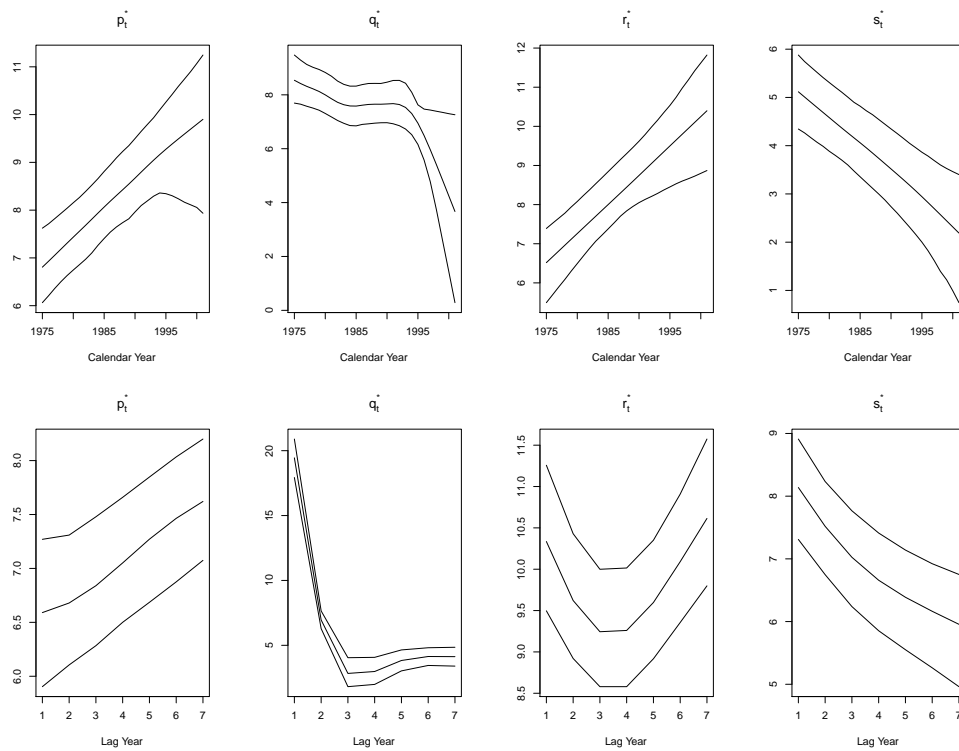 p*t q*t r*t s*t
6 7 8 9 10 11
0 2 4 6 8
6 7 8 9 10 11 12
1 2 3 4 5 6
1975 1985 1995 1975 1985 1995 1975 1985 1995 1975 1985 1995
Calendar Year Calendar Year Calendar Year Calendar Year
p*t q*t r*t s*t
6.0 6.5 7.0 7.5 8.0
5 10 15 20
8.5 9.0 9.5 10.0 10.5 11.0 11.5
5 6 7 8 9
1 2 3 4 5 6 7 1 2 3 4 5 6 7 1 2 3 4 5 6 7 1 2 3 4 5 6 7
Lag Year Lag Year Lag Year Lag Year